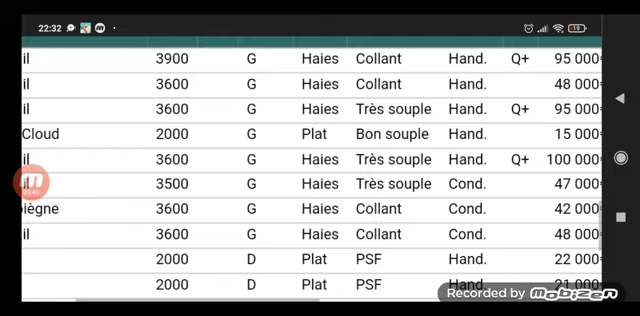 22:32 19
il 3900 G Haies Collant Hand. Q+ 95 000
il 3600 G Haies Collant Hand. 48 000
il 3600 G Haies Très souple Hand. Q+ 95 000
Cloud 2000 G Plat Bon souple Hand. 15 000
il 3600 G Haies Très souple Hand. Q+ 100 000
il 3500 G Haies Très souple Cond. 47 000
iègne 3600 G Haies Collant Cond. 42 000
il 3600 G Haies Collant Cond. 48 000
2000 D Plat PSF Hand. 22 000
2000 D Plat PSF Hand. 21 000
Recorded by mobizen